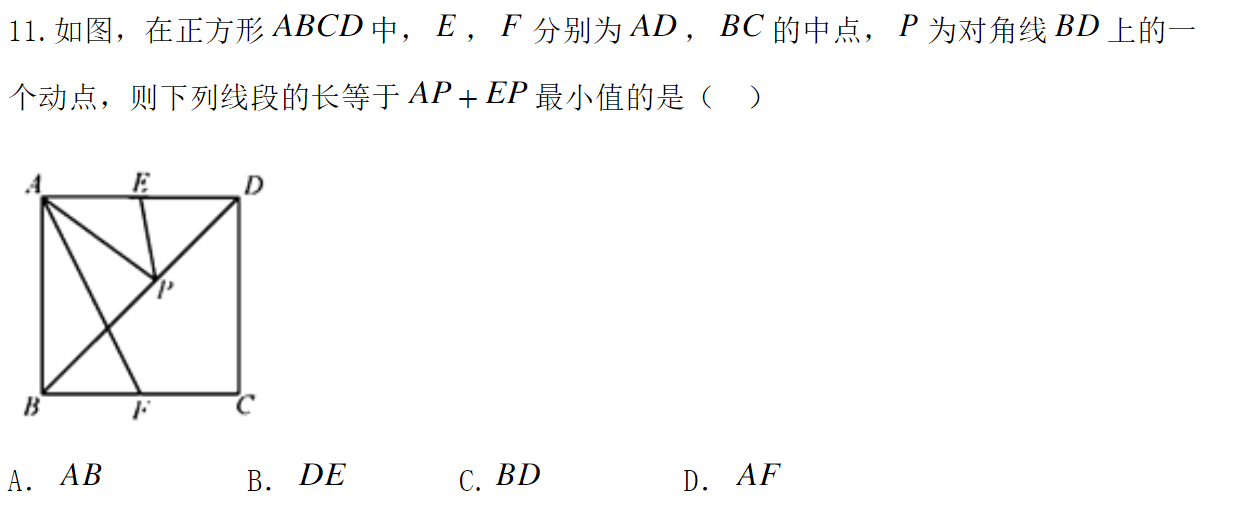 11.如图，在正方形 ABCD 中， E ， F 分别为 AD ， BC 的中点， P 为对角线 BD 上的一
个动点，则下列线段的长等于 AP + EP 最小值的是（ ）
A E D
P
B F C
A. AB B. DE C. BD D. AF